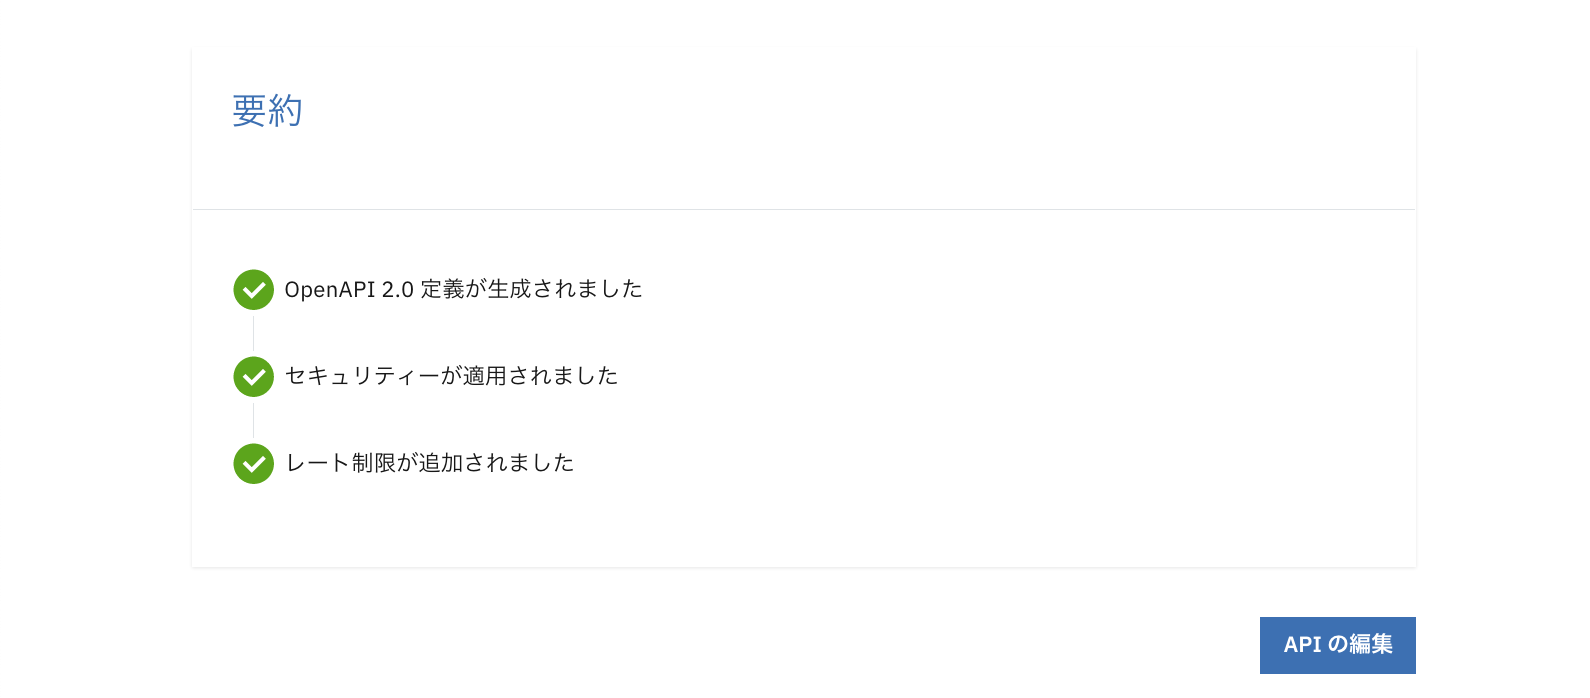 要約
OpenAPI 2.0 定義が生成されました
セキュリティーが適用されました
レート制限が追加されました
API の編集